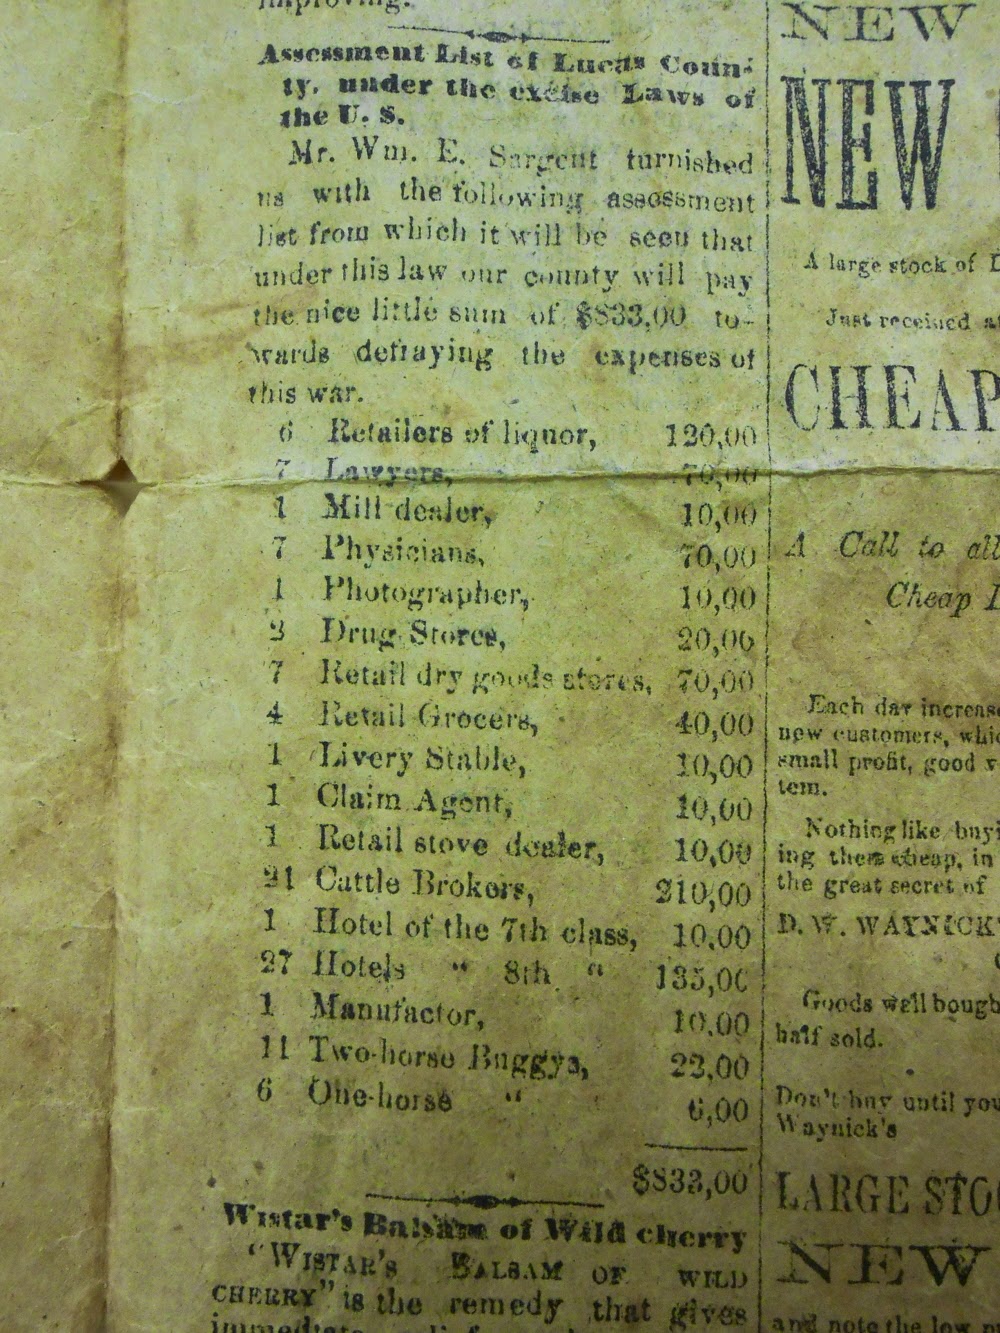 improving.
Assessment List of Lucas Coun-
ty, under the excise Laws of
the U. S.
Mr. Wm. E. Sargent furnished
us with the following assessment
list from which it will be seen that
under this law our county will pay
the nice little sum of $833,00 to-
wards defraying the expenses of
this war.
6 Retailers of liquor, 120,00
7 Lawyers, 70,00
1 Mill dealer, 10,00
7 Physicians, 70,00
1 Photographer, 10,00
2 Drug Stores, 20,00
7 Retail dry goods stores, 70,00
4 Retail Grocers, 40,00
1 Livery Stable, 10,00
1 Claim Agent, 10,00
1 Retail stove dealer, 10,00
21 Cattle Brokers, 210,00
1 Hotel of the 7th class, 10,00
27 Hotels " 8th " 135,00
1 Manufactor, 10,00
11 Two-horse Buggys, 22,00
6 One-horse " 6,00
$833,00
Wistar's Balsam of Wild cherry
"WISTAR'S BALSAM OF WILD
CHERRY" is the remedy that gives
immediate
NEW
NEW
A large stock of
Just received
CHEAP
A Call to all
Cheap
Each day
new customers,
small profit, good
tem.
Nothing like
ing them cheap, in
the great secret of
D. W. WAYNICK
Goods well
half sold.
Don't buy until you
Waynick's
LARGE
NEW
and note the low